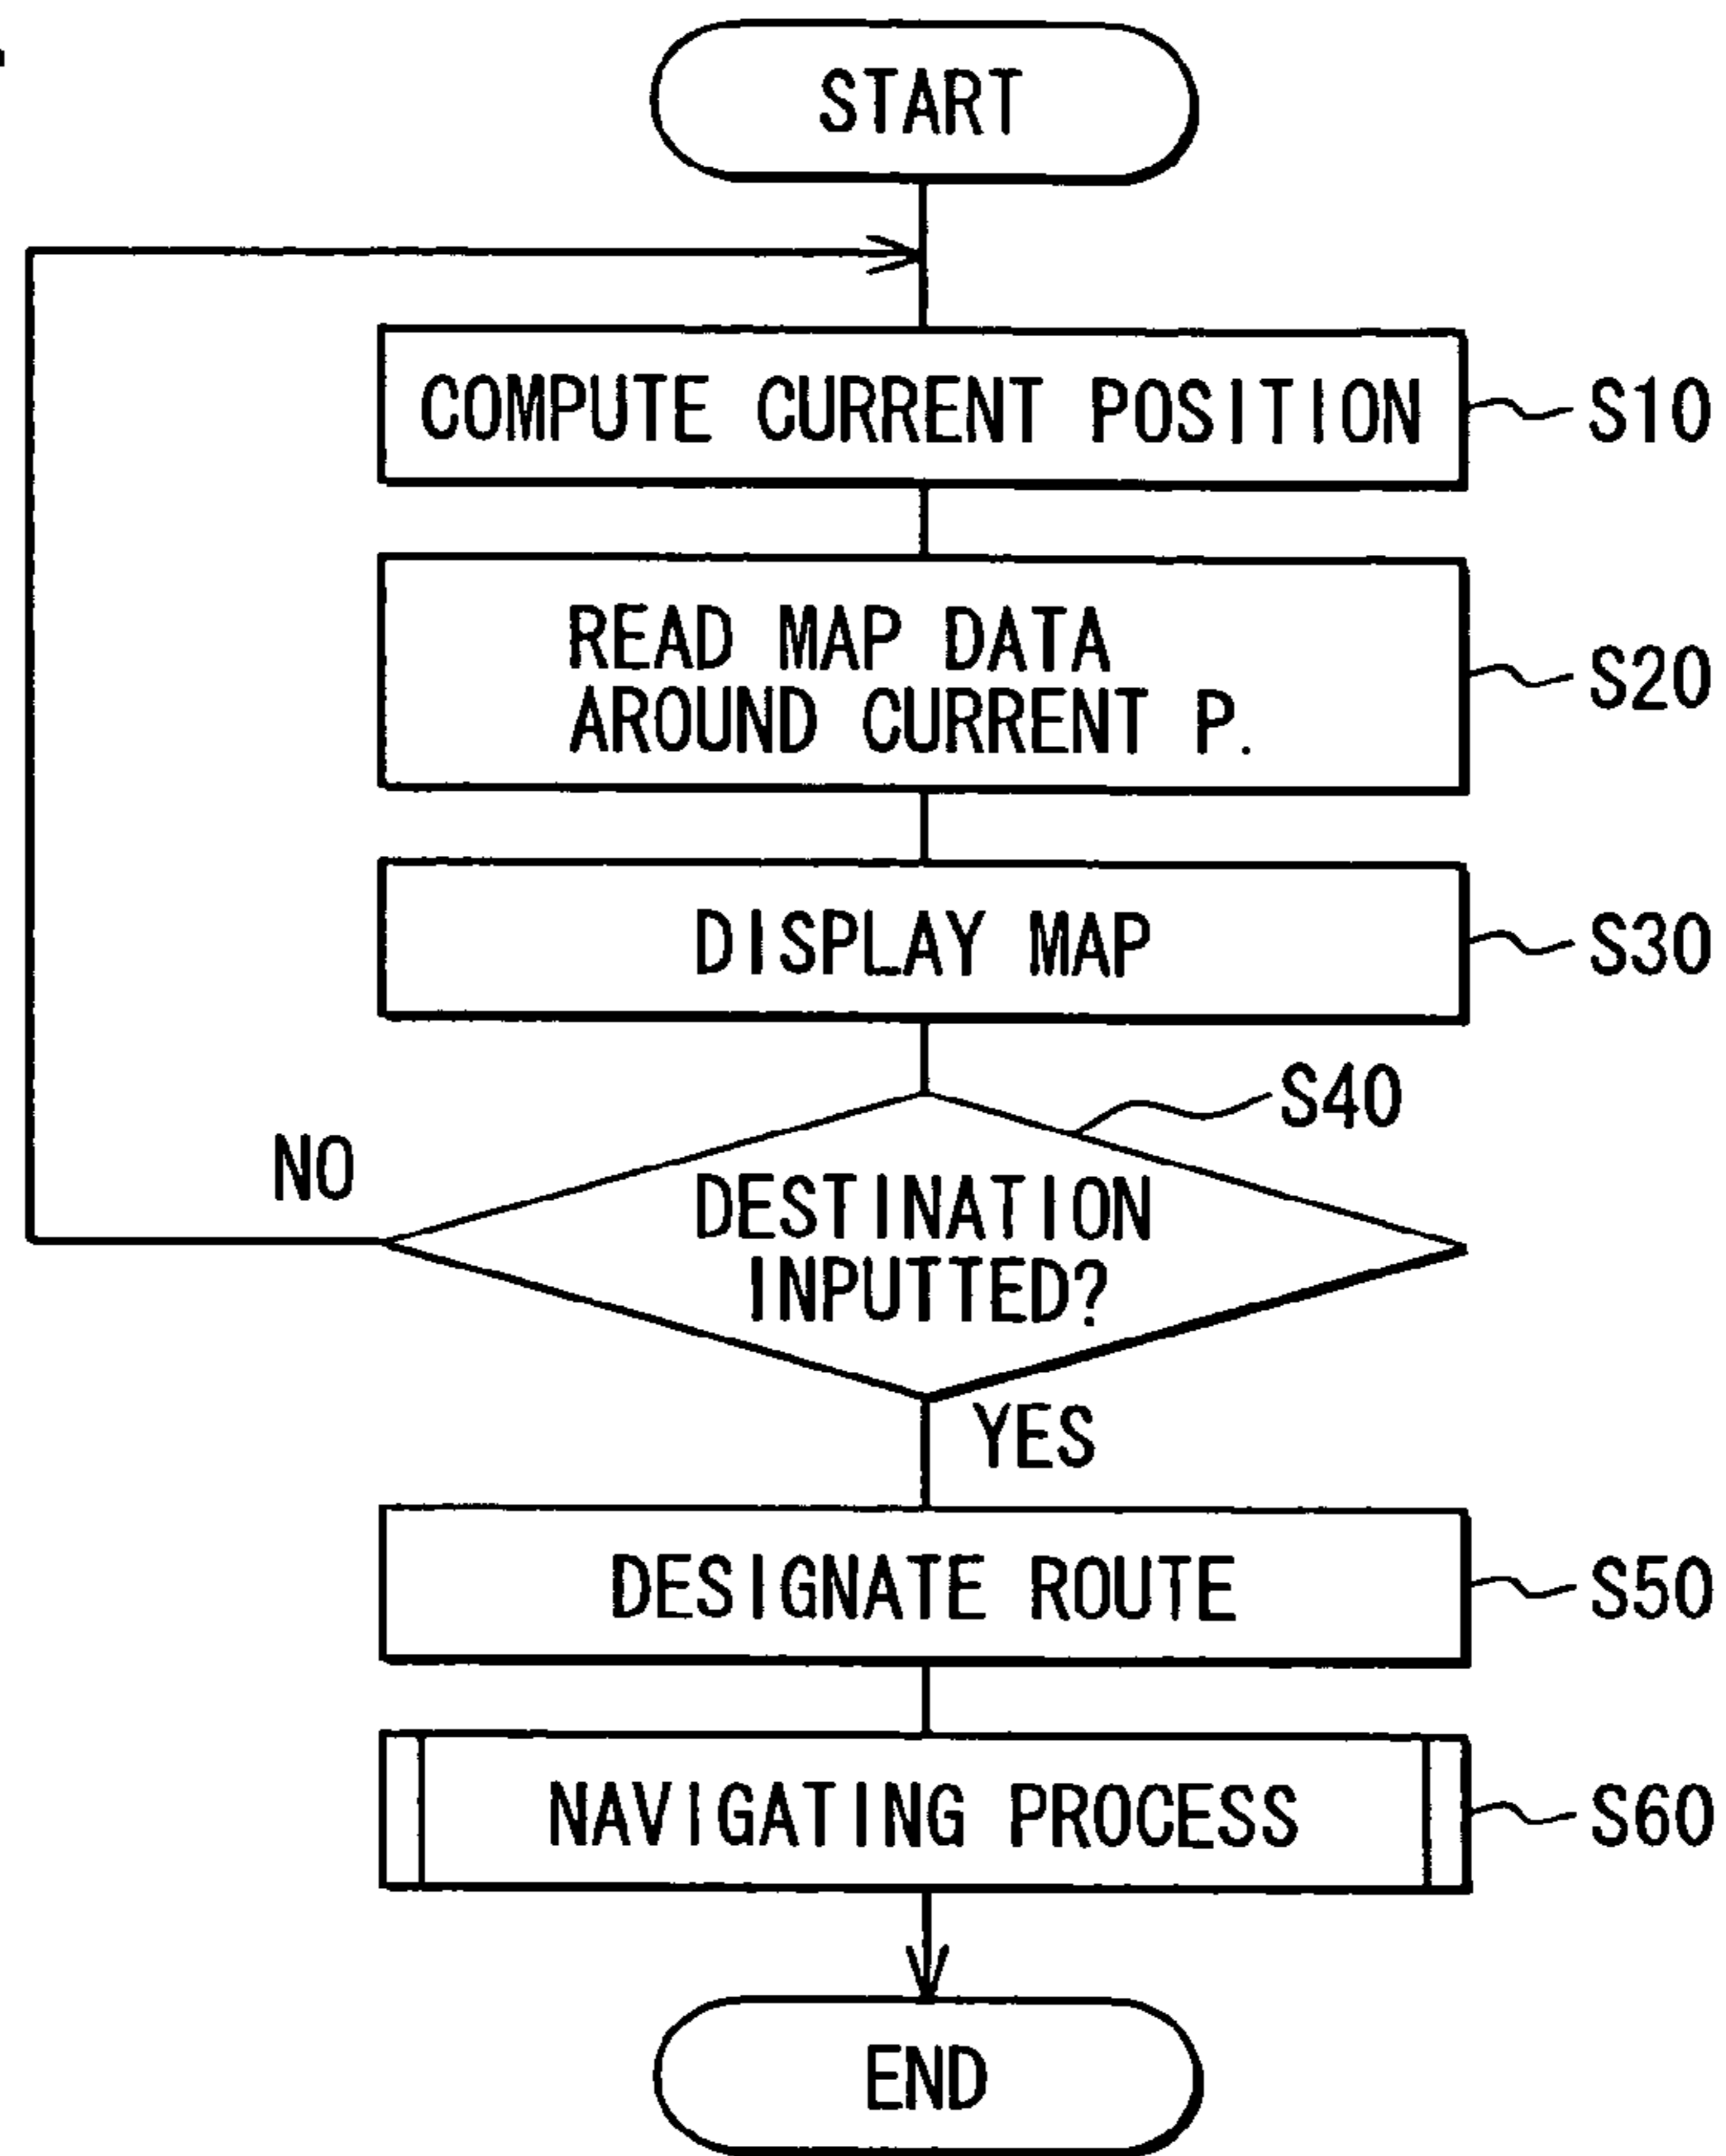 START
COMPUTE CURRENT POSITION
S10
READ MAP DATA
AROUND CURRENT P.
S20
DISPLAY MAP
S30
S40
NO
DESTINATION
INPUTTED?
YES
DESIGNATE ROUTE
S50
NAVIGATING PROCESS
S60
END